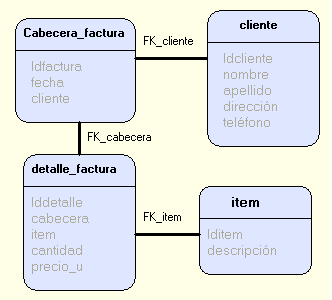 Cabecera_factura
Idfactura
fecha
cliente
FK_cliente
cliente
Idcliente
nombre
apellido
dirección
teléfono
FK_cabecera
detalle_factura
Iddetalle
cabecera
item
cantidad
precio_u
FK_item
item
Iditem
descripción